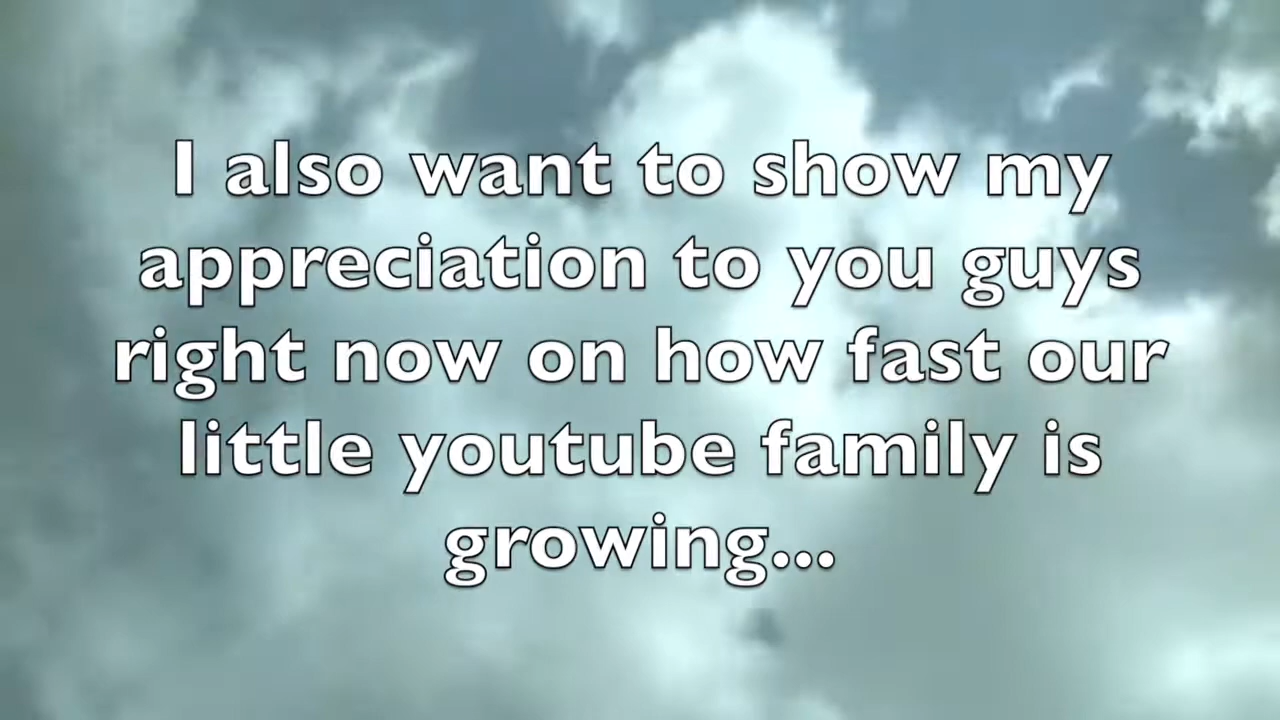 I also want to show my
appreciation to you guys
right now on how fast our
little youtube family is
growing...